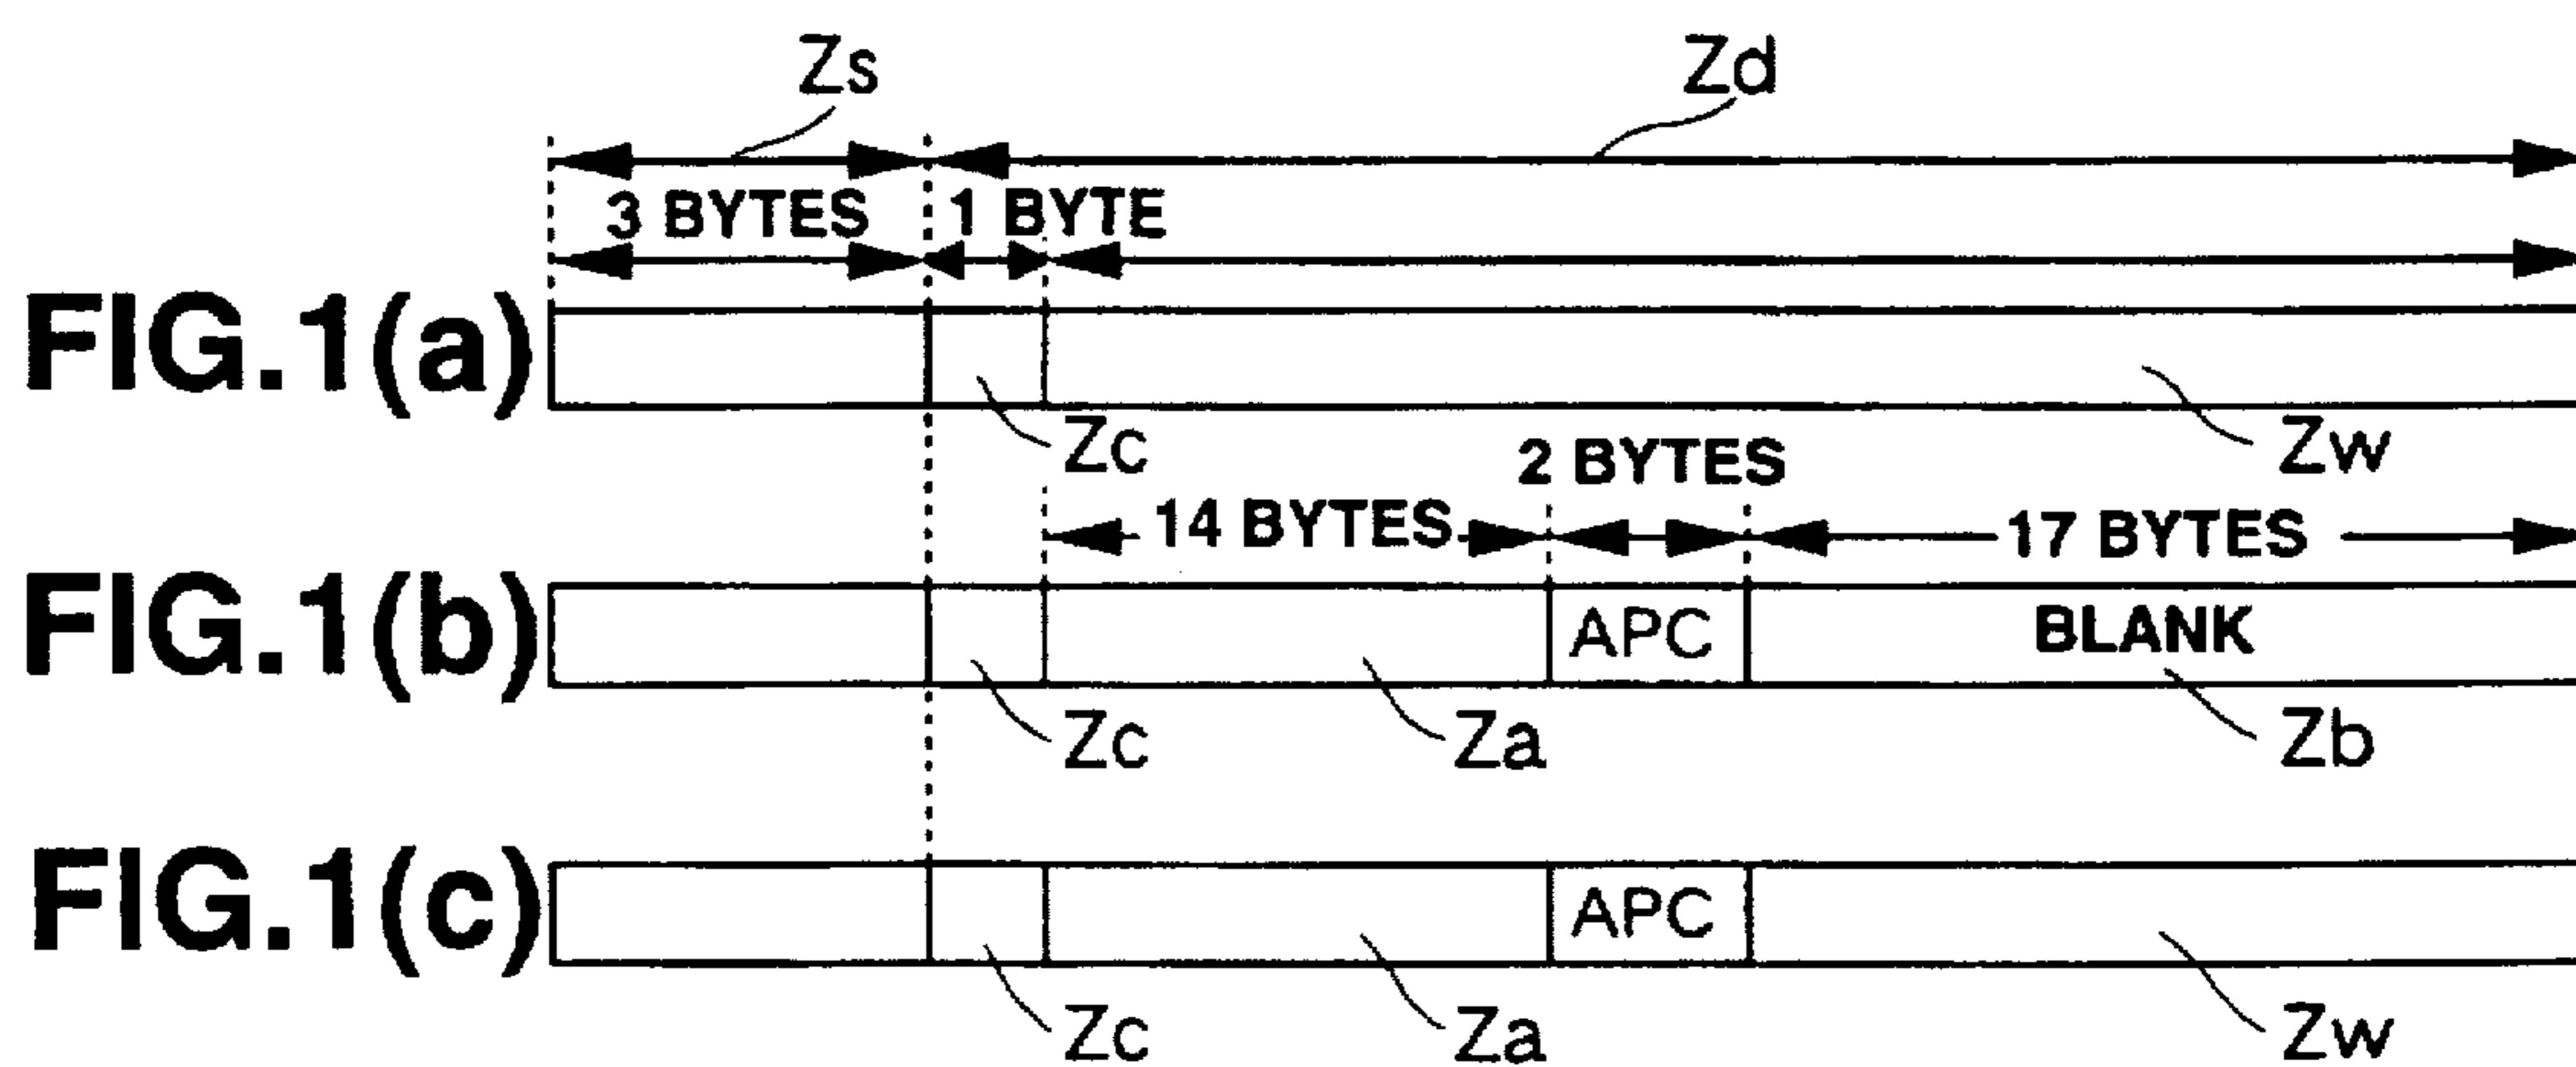 Zs Zd
3 BYTES 1 BYTE
FIG.1(a)
Zc Zw
2 BYTES
14 BYTES 17 BYTES
FIG.1(b) APC BLANK
Zc Za Zb
FIG.1(c) APC
Zc Za Zw